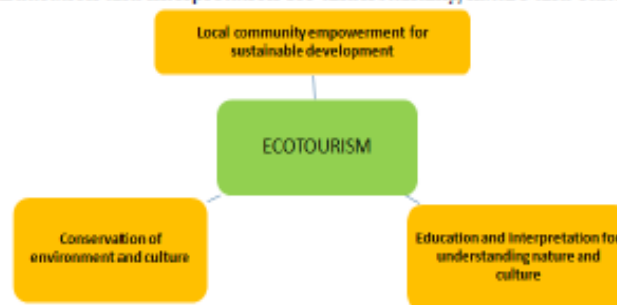 Local community empowerment for
sustainable development
ECOTOURISM
Conservation of
environment and culture
Education and interpretation for
understanding nature and
culture